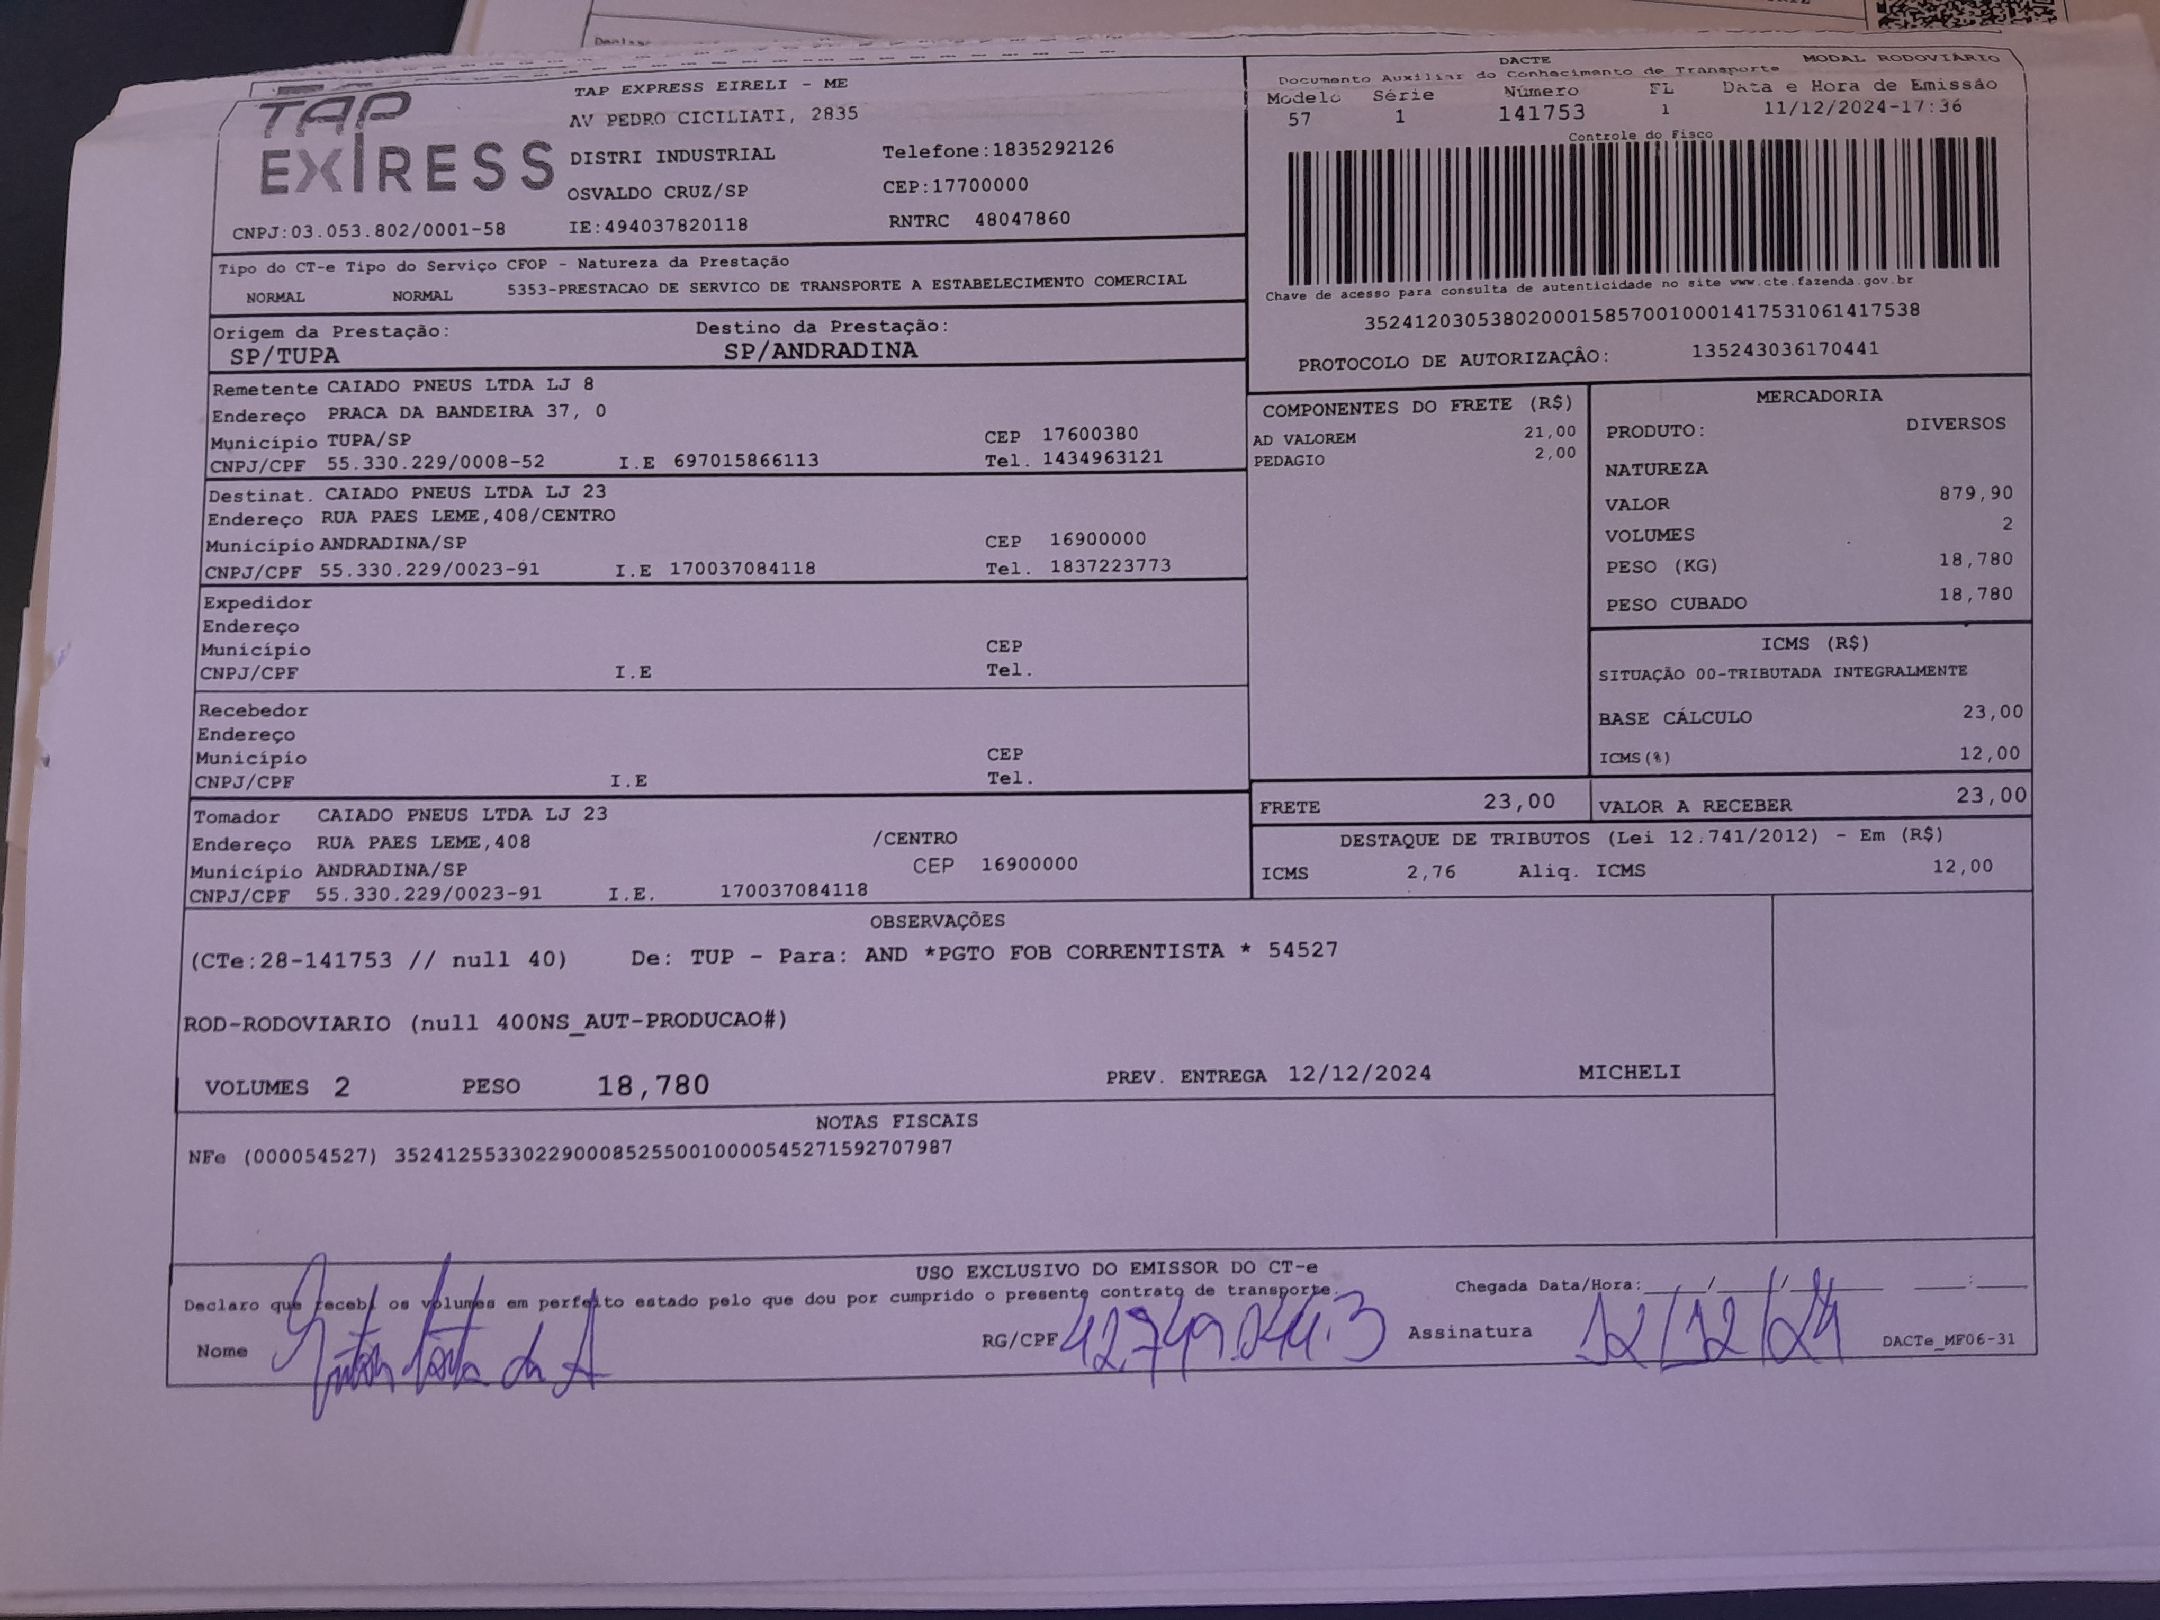 TAP EXPRESS
TAP EXPRESS EIRELI - ME
AV PEDRO CICILIATI, 2835
DISTRI INDUSTRIAL Telefone:1835292126
OSVALDO CRUZ/SP CEP:17700000
CNPJ:03.053.802/0001-58 IE:494037820118 RNTRC 48047860
DACTE MODAL RODOVIÁRIO
Documento Auxiliar do Conhecimento de Transporte
Modelo Série Número FL Data e Hora de Emissão
57 1 141753 1 11/12/2024-17:36
Controle do Fisco
Chave de acesso para consulta de autenticidade no site www.cte.fazenda.gov.br
35241203053802000158570010001417531061417538
PROTOCOLO DE AUTORIZAÇÂO: 135243036170441
Tipo do CT-e Tipo do Serviço CFOP - Natureza da Prestação
NORMAL NORMAL 5353-PRESTACAO DE SERVICO DE TRANSPORTE A ESTABELECIMENTO COMERCIAL
Origem da Prestação: Destino da Prestação:
SP/TUPA SP/ANDRADINA
Remetente CAIADO PNEUS LTDA LJ 8
Endereço PRACA DA BANDEIRA 37, 0
Município TUPA/SP CEP 17600380
CNPJ/CPF 55.330.229/0008-52 I.E 697015866113 Tel. 1434963121
Destinat. CAIADO PNEUS LTDA LJ 23
Endereço RUA PAES LEME,408/CENTRO
Município ANDRADINA/SP CEP 16900000
CNPJ/CPF 55.330.229/0023-91 I.E 170037084118 Tel. 1837223773
Expedidor
Endereço
Município CEP
CNPJ/CPF I.E Tel.
Recebedor
Endereço
Município CEP
CNPJ/CPF I.E Tel.
Tomador CAIADO PNEUS LTDA LJ 23
Endereço RUA PAES LEME,408 /CENTRO
Município ANDRADINA/SP CEP 16900000
CNPJ/CPF 55.330.229/0023-91 I.E. 170037084118
COMPONENTES DO FRETE (R$)
AD VALOREM 21,00
PEDAGIO 2,00
MERCADORIA
PRODUTO: DIVERSOS
NATUREZA
VALOR 879,90
VOLUMES 2
PESO (KG) 18,780
PESO CUBADO 18,780
ICMS (R$)
SITUAÇÃO 00-TRIBUTADA INTEGRALMENTE
BASE CÁLCULO 23,00
ICMS(%) 12,00
FRETE 23,00 VALOR A RECEBER 23,00
DESTAQUE DE TRIBUTOS (Lei 12.741/2012) - Em (R$)
ICMS 2,76 Aliq. ICMS 12,00
OBSERVAÇÕES
(CTe:28-141753 // null 40) De: TUP - Para: AND *PGTO FOB CORRENTISTA * 54527
ROD-RODOVIARIO (null 400NS_AUT-PRODUCAO#)
VOLUMES 2 PESO 18,780 PREV. ENTREGA 12/12/2024 MICHELI
NOTAS FISCAIS
NFe (000054527) 35241255330229000852550010000545271592707987
USO EXCLUSIVO DO EMISSOR DO CT-e
Declaro que recebi os volumes em perfeito estado pelo que dou por cumprido o presente contrato de transporte. Chegada Data/Hora:____/____/____ ___:___
Nome RG/CPF Assinatura 12/12/24 DACTe_MF06-31